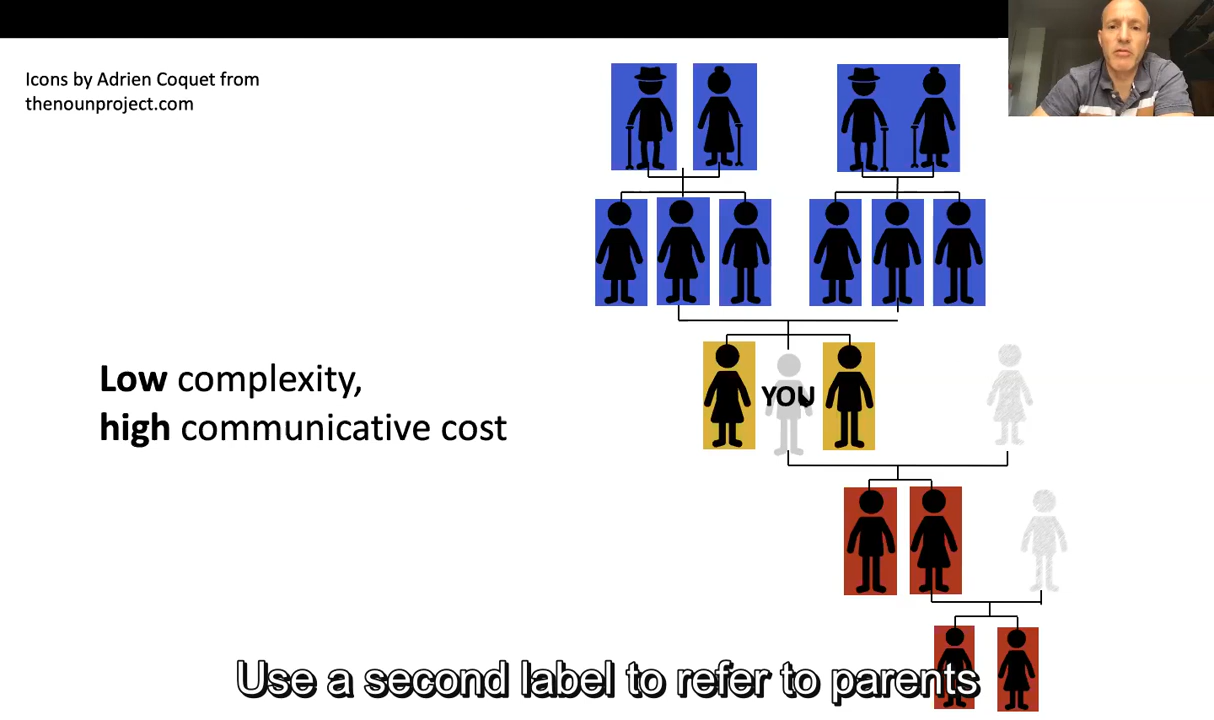 Icons by Adrien Coquet from
thenounproject.com
Low complexity,
high communicative cost
YOU
Use a second label to refer to parents